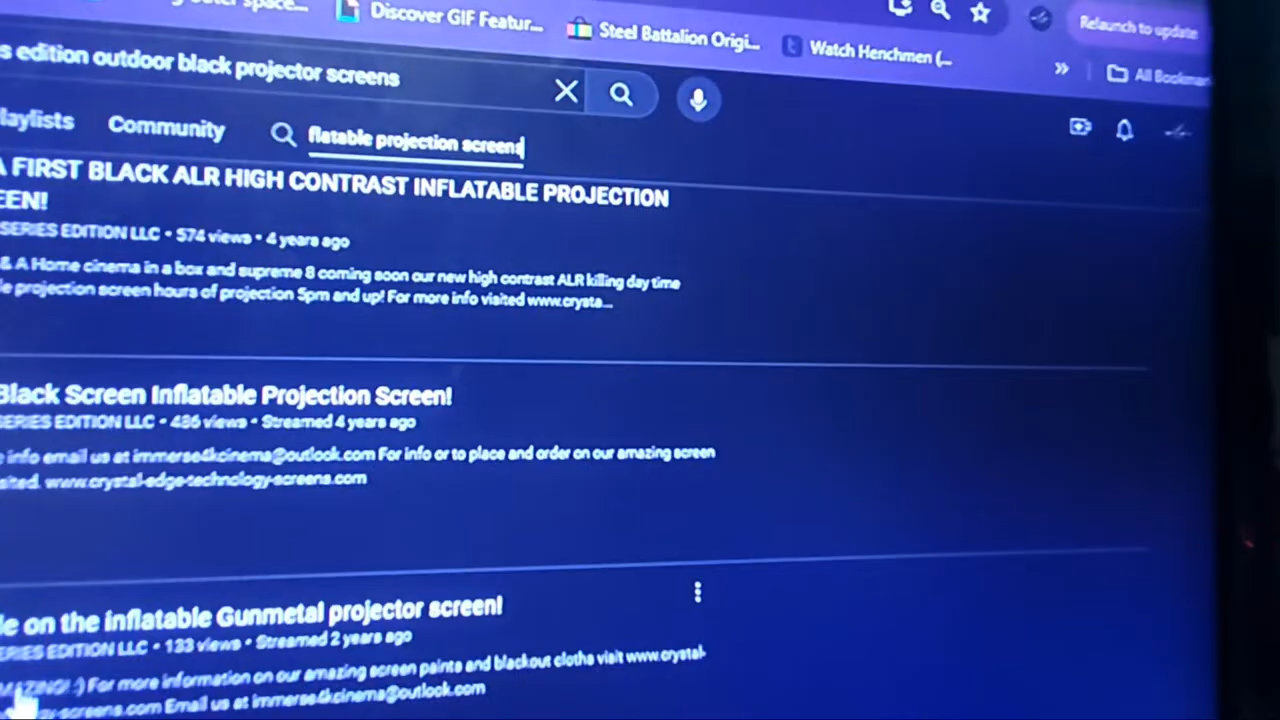 outer space...
Discover GIF Featur...
Steel Battalion Origi...
Watch Henchmen (...
Relaunch to update
All Bookmar
s edition outdoor black projector screens
laylists
Community
flatable projection screens
A FIRST BLACK ALR HIGH CONTRAST INFLATABLE PROJECTION
EEN!
SERIES EDITION LLC • 574 views • 4 years ago
& A Home cinema in a box and supreme 8 coming soon our new high contrast ALR killing day time
le projection screen hours of projection 5pm and up! For more info visited www.crysta...
Black Screen Inflatable Projection Screen!
SERIES EDITION LLC • 486 views • Streamed 4 years ago
e info email us at immerse4kcinema@outlook.com For info or to place and order on our amazing screen
sited. www.crystal-edge-technology-screens.com
le on the inflatable Gunmetal projector screen!
ERIES EDITION LLC • 133 views • Streamed 2 years ago
MAZING! :) For more information on our amazing screen paints and blackout cloths visit www.crystal-
gy-screens.com Email us at immerse4kcinema@outlook.com